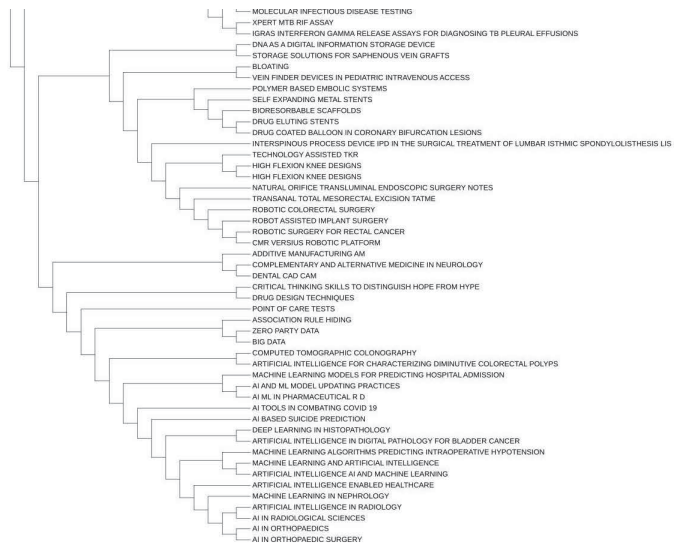 MOLECULAR INFECTIOUS DISEASE TESTING
XPERT MTB RIF ASSAY
IGRAS INTERFERON GAMMA RELEASE ASSAYS FOR DIAGNOSING TB PLEURAL EFFUSIONS
DNA AS A DIGITAL INFORMATION STORAGE DEVICE
STORAGE SOLUTIONS FOR SAPHENOUS VEIN GRAFTS
BLOATING
VEIN FINDER DEVICES IN PEDIATRIC INTRAVENOUS ACCESS
POLYMER BASED EMBOLIC SYSTEMS
SELF EXPANDING METAL STENTS
BIORESORBABLE SCAFFOLDS
DRUG ELUTING STENTS
DRUG COATED BALLOON IN CORONARY BIFURCATION LESIONS
INTERSPINOUS PROCESS DEVICE IPD IN THE SURGICAL TREATMENT OF LUMBAR ISTHMIC SPONDYLOLISTHESIS LIS
TECHNOLOGY ASSISTED TKR
HIGH FLEXION KNEE DESIGNS
HIGH FLEXION KNEE DESIGNS
NATURAL ORIFICE TRANSLUMINAL ENDOSCOPIC SURGERY NOTES
TRANSANAL TOTAL MESORECTAL EXCISION TATME
ROBOTIC COLORECTAL SURGERY
ROBOT ASSISTED IMPLANT SURGERY
ROBOTIC SURGERY FOR RECTAL CANCER
CMR VERSIUS ROBOTIC PLATFORM
ADDITIVE MANUFACTURING AM
COMPLEMENTARY AND ALTERNATIVE MEDICINE IN NEUROLOGY
DENTAL CAD CAM
CRITICAL THINKING SKILLS TO DISTINGUISH HOPE FROM HYPE
DRUG DESIGN TECHNIQUES
POINT OF CARE TESTS
ASSOCIATION RULE HIDING
ZERO PARTY DATA
BIG DATA
COMPUTED TOMOGRAPHIC COLONOGRAPHY
ARTIFICIAL INTELLIGENCE FOR CHARACTERIZING DIMINUTIVE COLORECTAL POLYPS
MACHINE LEARNING MODELS FOR PREDICTING HOSPITAL ADMISSION
AI AND ML MODEL UPDATING PRACTICES
AI ML IN PHARMACEUTICAL R D
AI TOOLS IN COMBATING COVID 19
AI BASED SUICIDE PREDICTION
DEEP LEARNING IN HISTOPATHOLOGY
ARTIFICIAL INTELLIGENCE IN DIGITAL PATHOLOGY FOR BLADDER CANCER
MACHINE LEARNING ALGORITHMS PREDICTING INTRAOPERATIVE HYPOTENSION
MACHINE LEARNING AND ARTIFICIAL INTELLIGENCE
ARTIFICIAL INTELLIGENCE AI AND MACHINE LEARNING
ARTIFICIAL INTELLIGENCE ENABLED HEALTHCARE
MACHINE LEARNING IN NEPHROLOGY
ARTIFICIAL INTELLIGENCE IN RADIOLOGY
AI IN RADIOLOGICAL SCIENCES
AI IN ORTHOPAEDICS
AI IN ORTHOPAEDIC SURGERY